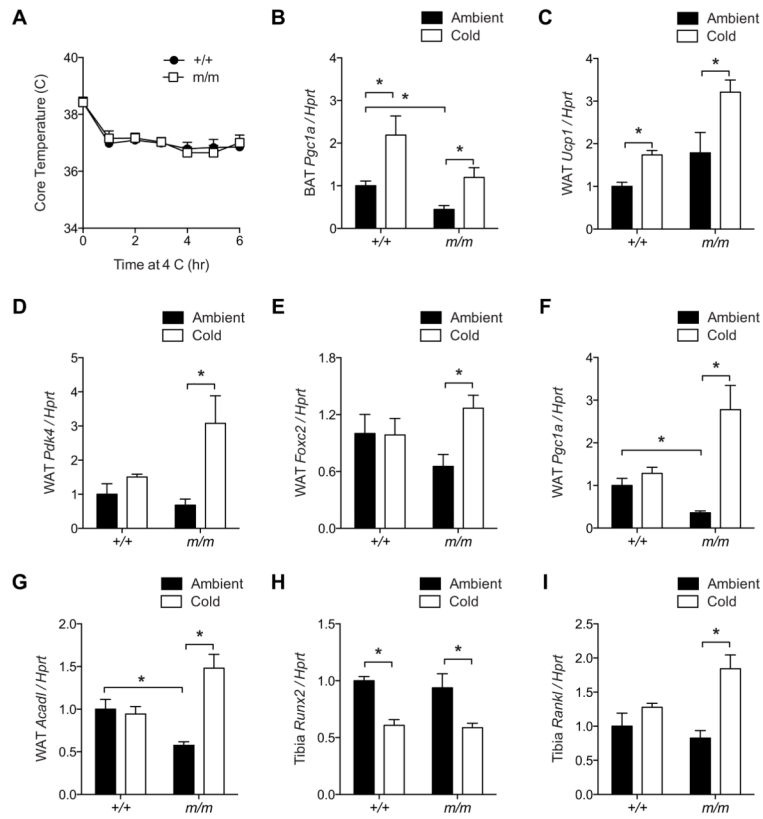 A
+/+
m/m
Core Temperature (C)
40
38
36
34
0
2
4
6
Time at 4 C (hr)
B
Ambient
Cold
BAT Pgc1a / Hprt
4
3
2
1
0
*
*
*
+/+
m/m
C
Ambient
Cold
WAT Ucp1 / Hprt
4
3
2
1
0
*
*
+/+
m/m
D
Ambient
Cold
WAT Pdk4 / Hprt
5
4
3
2
1
0
*
+/+
m/m
E
Ambient
Cold
WAT Foxc2 / Hprt
1.8
1.2
0.6
0.0
*
+/+
m/m
F
Ambient
Cold
WAT Pgc1a / Hprt
4
3
2
1
0
*
*
+/+
m/m
G
Ambient
Cold
WAT Acadl / Hprt
2.0
1.5
1.0
0.5
0.0
*
*
+/+
m/m
H
Ambient
Cold
Tibia Runx2 / Hprt
1.5
1.0
0.5
0.0
*
*
+/+
m/m
I
Ambient
Cold
Tibia Rankl / Hprt
2.5
2.0
1.5
1.0
0.5
0.0
*
+/+
m/m